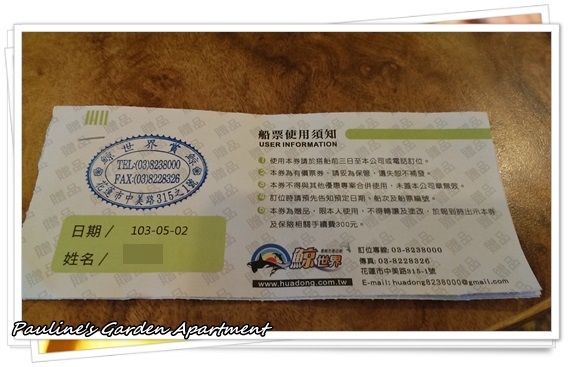 鯨世界賞鯨
TEL:(03)8238000
FAX:(03)8228326
花蓮市中美路315之1號
日期/ 103-05-02
姓名/
船票使用須知
USER INFORMATION
使用本券請於搭船前三日至本公司或電話訂位。
本券為有價票券，請妥為保管，遺失恕不補發。
本券不得與其他優惠專案合併使用，未蓋本公司章無效。
訂位時請預先告知預定日期、船次及船票編號。
本券為贈品，限本人使用，不得轉讓及塗改，於報到時出示本券
及保險相關手續費300元。
鯨世界
www.huadong.com.tw
訂位專線: 03-8238000
傳真: 03-8228326
花蓮市中美路315-1號
E-mail: huadong8238000@gmail.com
贈品
Pauline's Garden Apartment